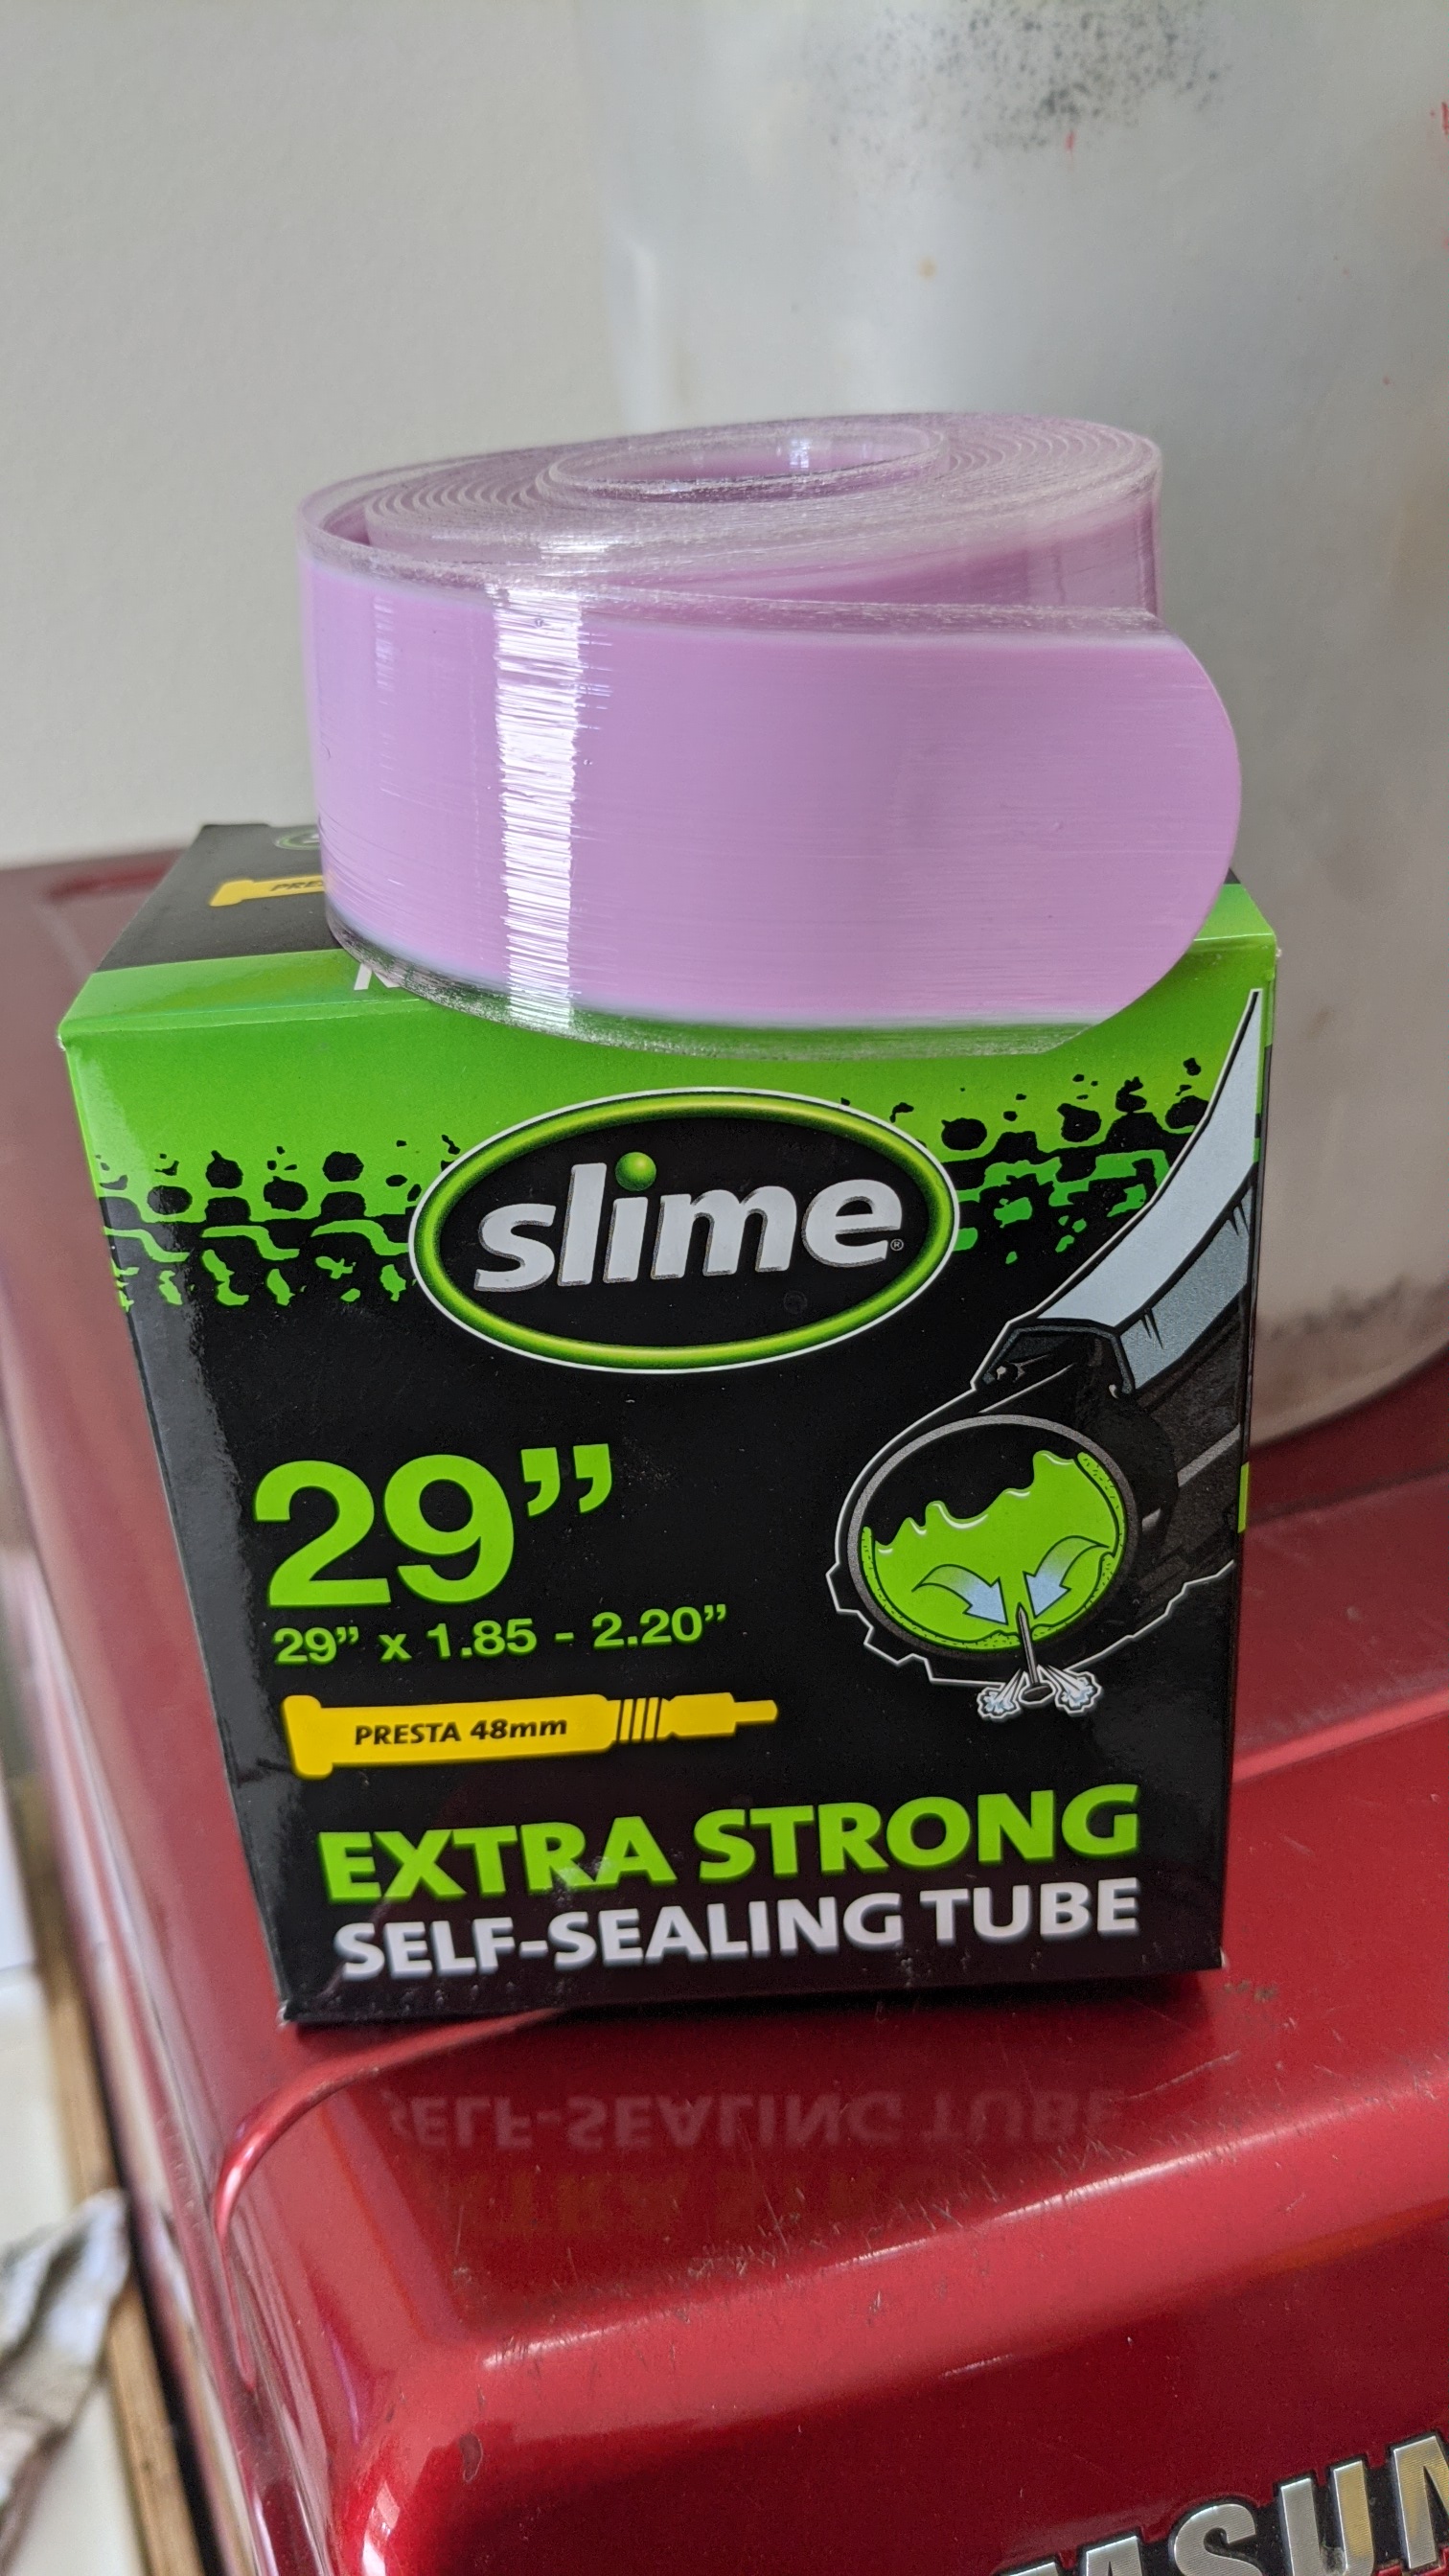 slime®
29”
29” x 1.85 - 2.20”
PRESTA 48mm
EXTRA STRONG
SELF-SEALING TUBE